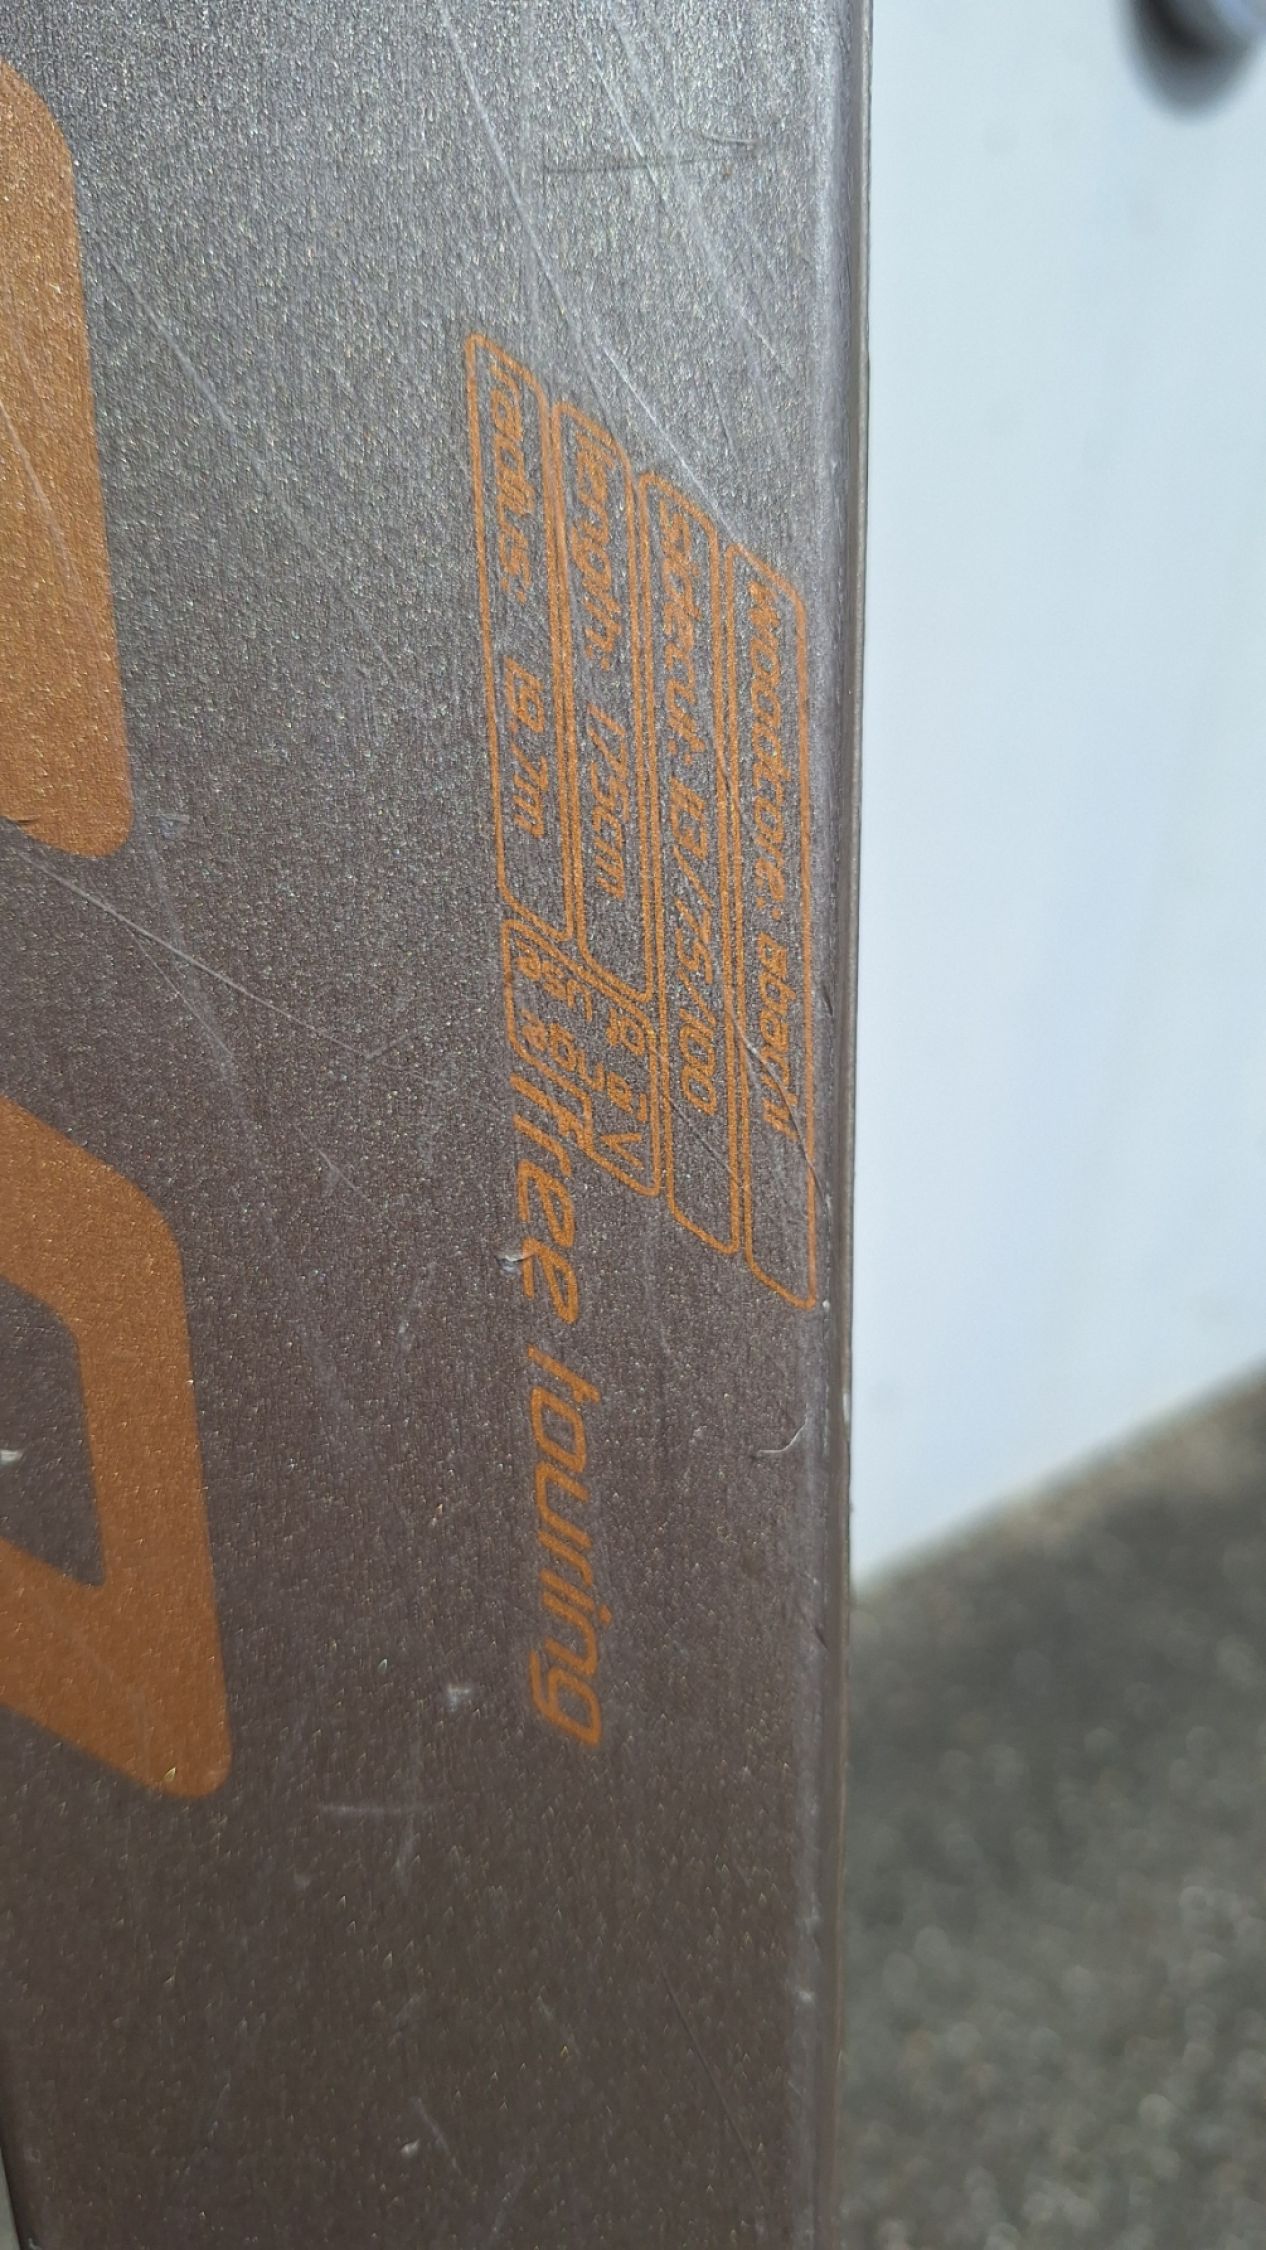 woodcore: abachi
sidecut: 113/75/100
length: 175cm
radius: 19.7m
free touring